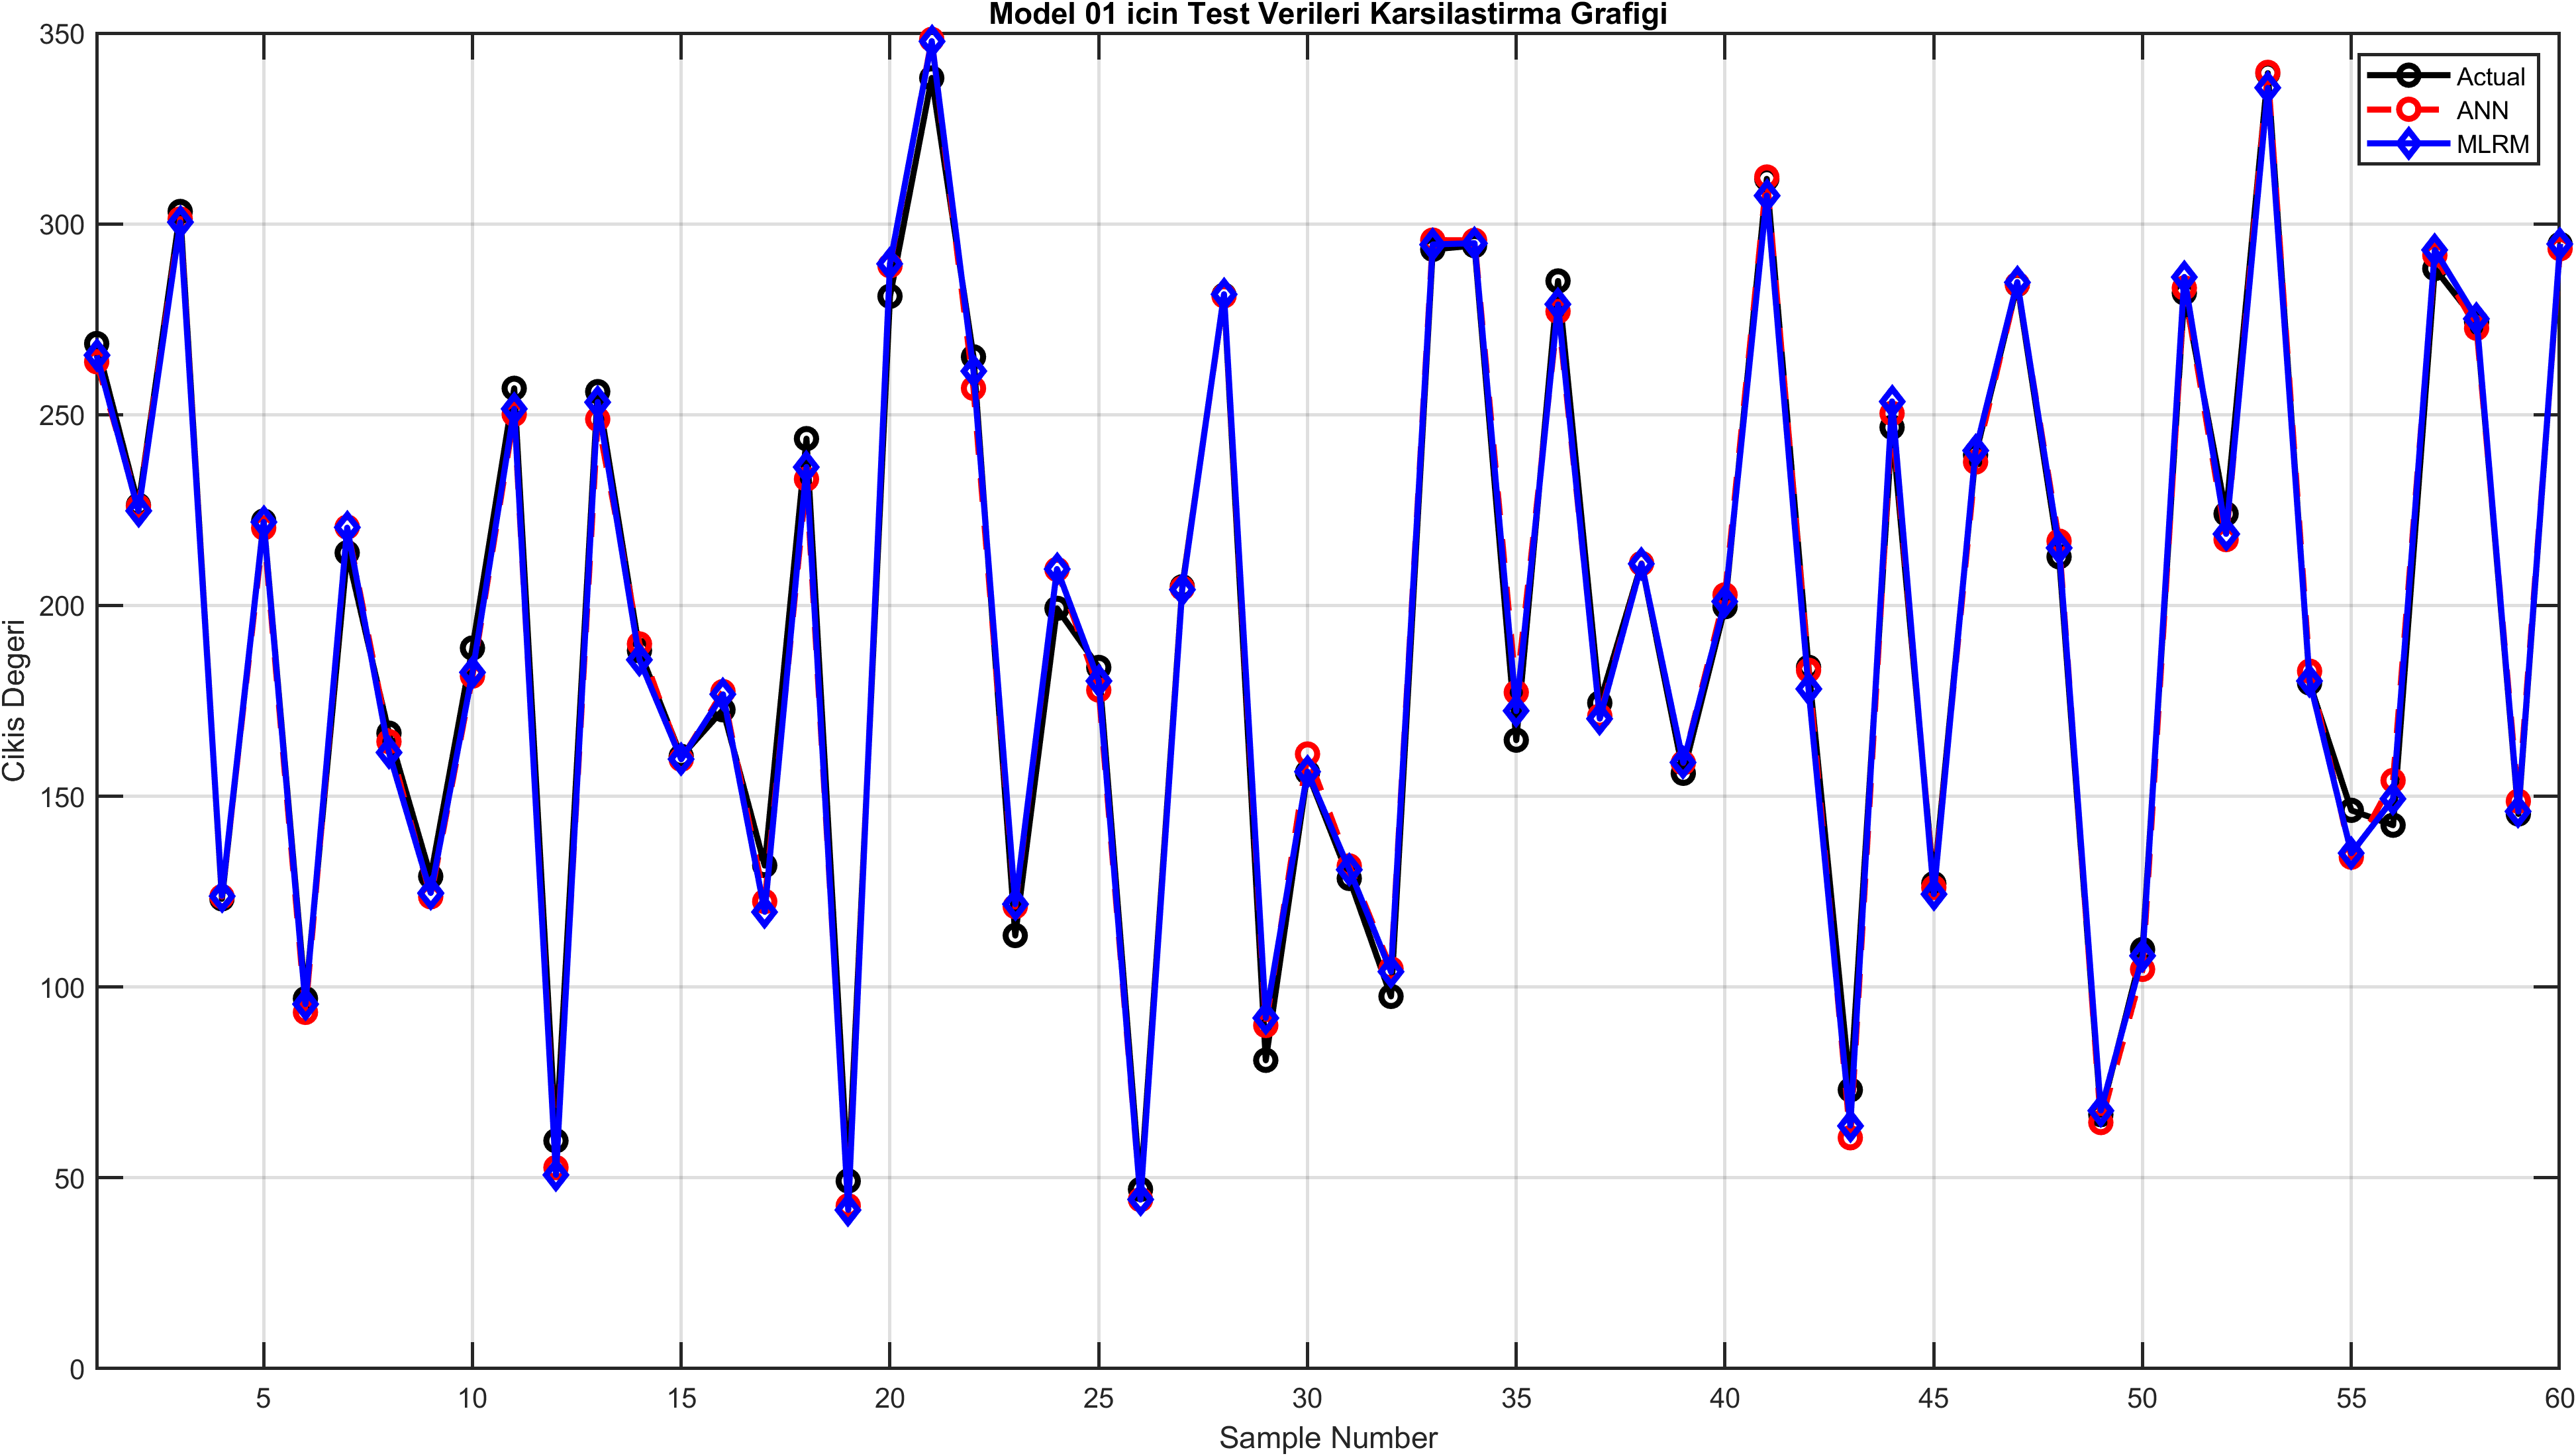 Model 01 icin Test Verileri Karsilastirma Grafigi
350
300
250
200
150
100
50
0
Cikis Degeri
Actual
ANN
MLRM
5 10 15 20 25 30 35 40 45 50 55 60
Sample Number